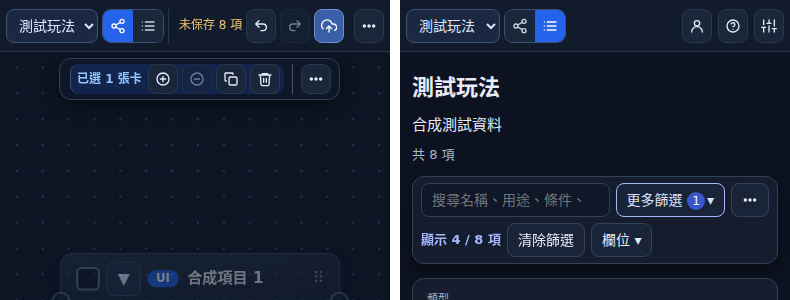 測試玩法
未保存 8 項
已選 1 張卡
UI 合成項目 1
測試玩法
測試玩法
合成測試資料
共 8 項
搜尋名稱、用途、條件、
更多篩選 1
顯示 4 / 8 項
清除篩選
欄位
類型